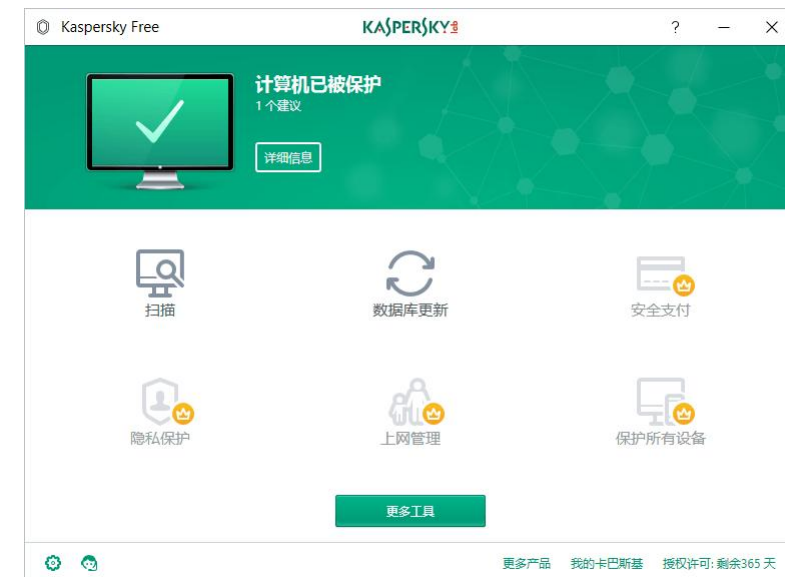 Kaspersky Free
KASPERSKY
?
计算机已被保护
1 个建议
详细信息
扫描
数据库更新
安全支付
隐私保护
上网管理
保护所有设备
更多工具
更多产品 我的卡巴斯基 授权许可: 剩余365 天